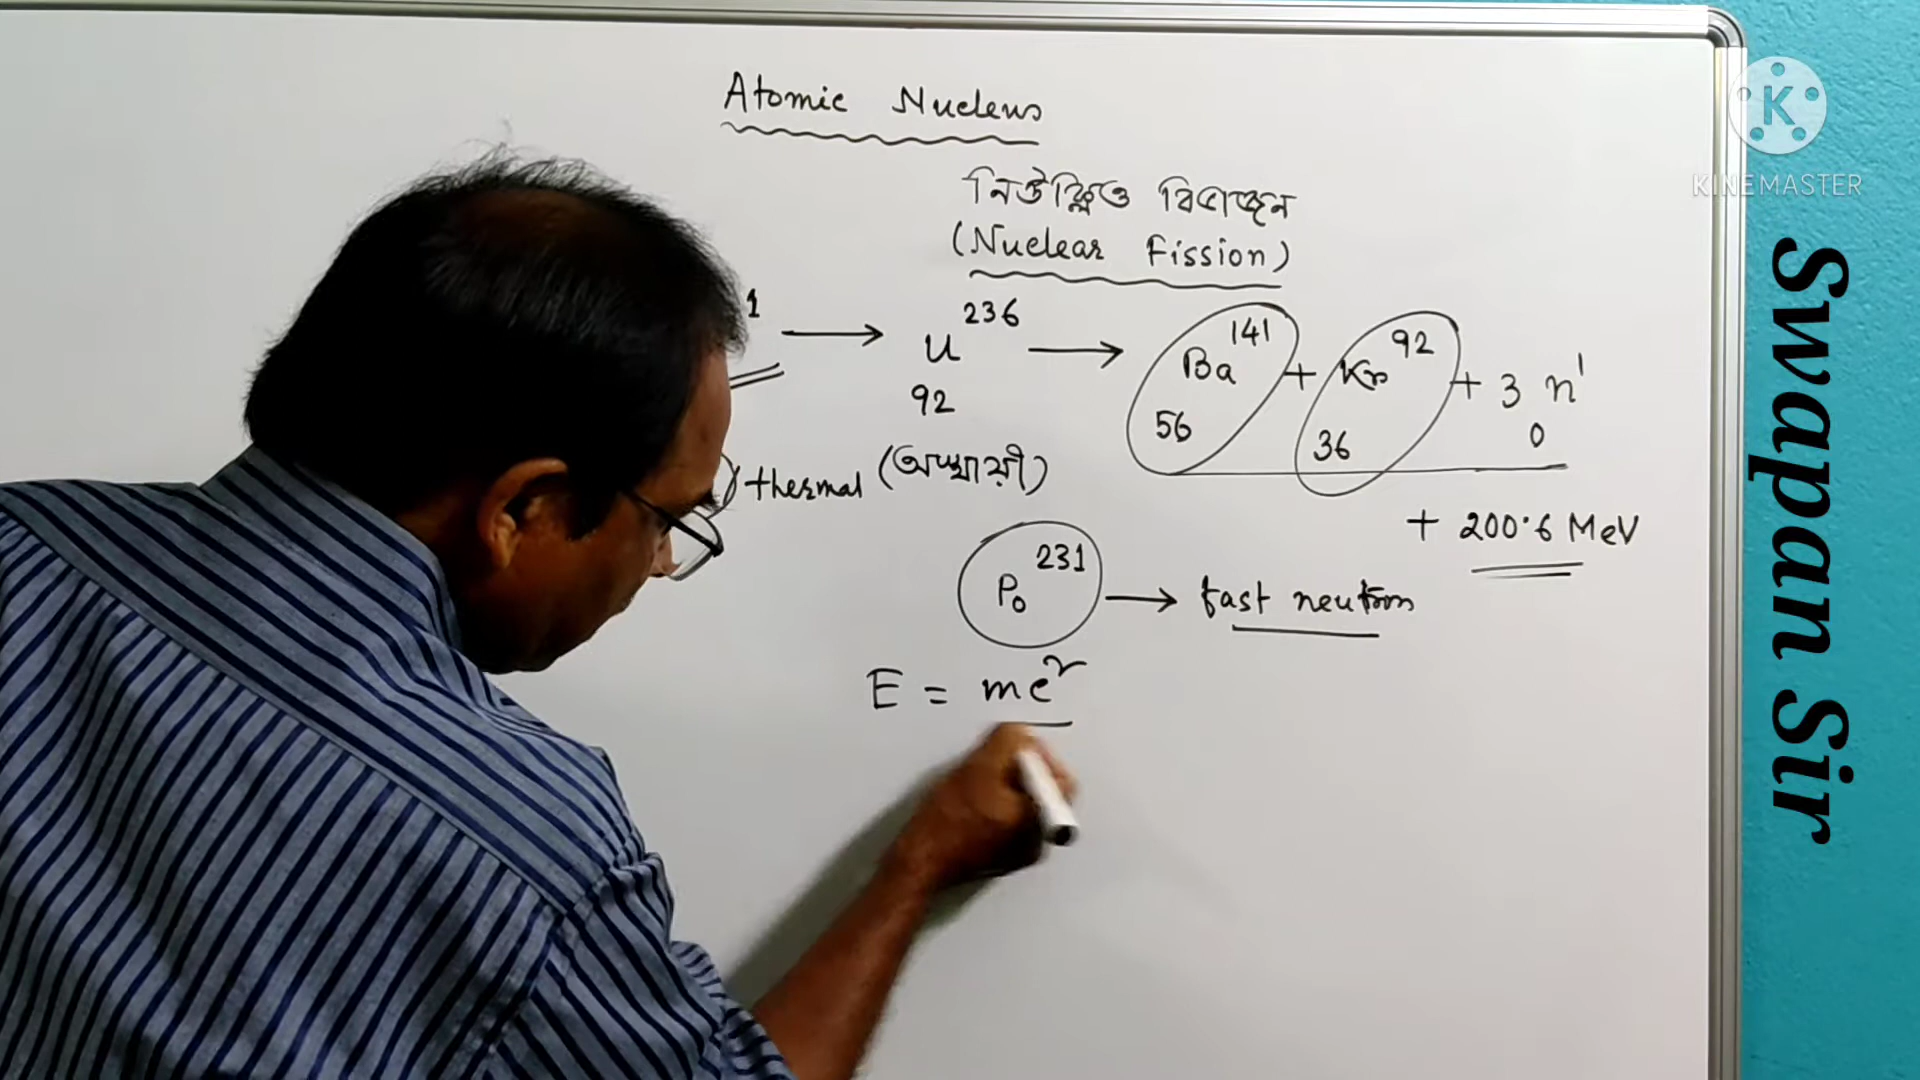 Atomic Nucleus
নিউক্লিও বিভাজন
(Nuclear Fission)
1 → U 236 92 → Ba 141 56 + Kr 92 36 + 3 n 1 0
thermal (অস্থায়ী)
+ 200.6 MeV
Po 231 → fast neutron
E = mc²
K
KINEMASTER
Swapan Sir